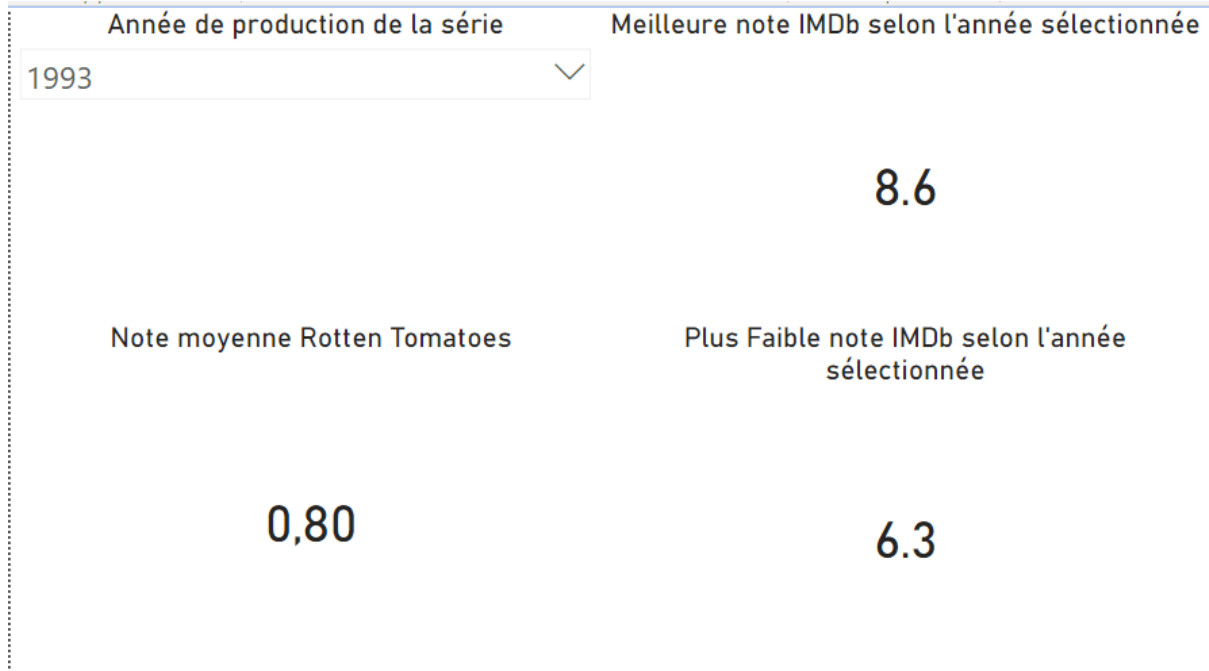 Année de production de la série
1993
Meilleure note IMDb selon l'année sélectionnée
8.6
Note moyenne Rotten Tomatoes
0,80
Plus Faible note IMDb selon l'année
sélectionnée
6.3